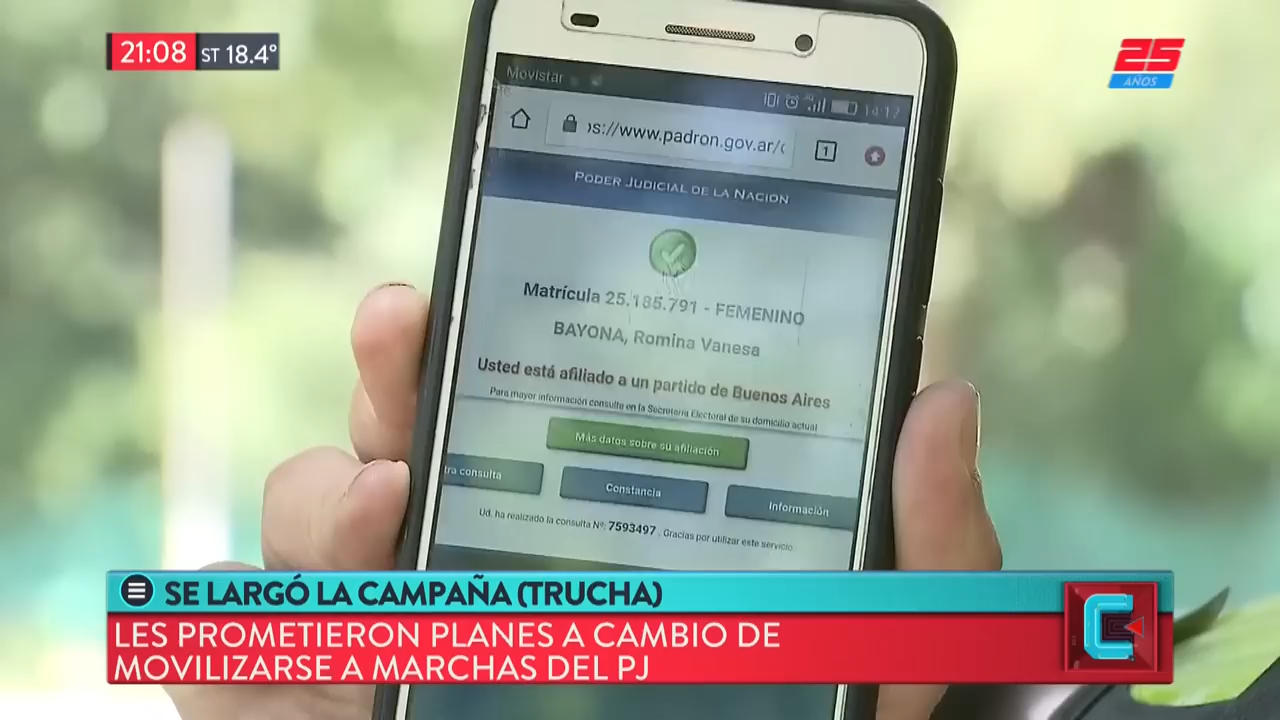 21:08 ST 18.4°
25
AÑOS
Movistar
14:17
os://www.padron.gov.ar/c
1
PODER JUDICIAL DE LA NACION
Matrícula 25.185.791 - FEMENINO
BAYONA, Romina Vanesa
Usted está afiliado a un partido de Buenos Aires
Para mayor información consulte en la Secretaría Electoral de su domicilio actual
Más datos sobre su afiliación
tra consulta
Constancia
Información
Ud. ha realizado la consulta Nº: 7593497 . Gracias por utilizar este servicio.
SE LARGÓ LA CAMPAÑA (TRUCHA)
LES PROMETIERON PLANES A CAMBIO DE
MOVILIZARSE A MARCHAS DEL PJ
C